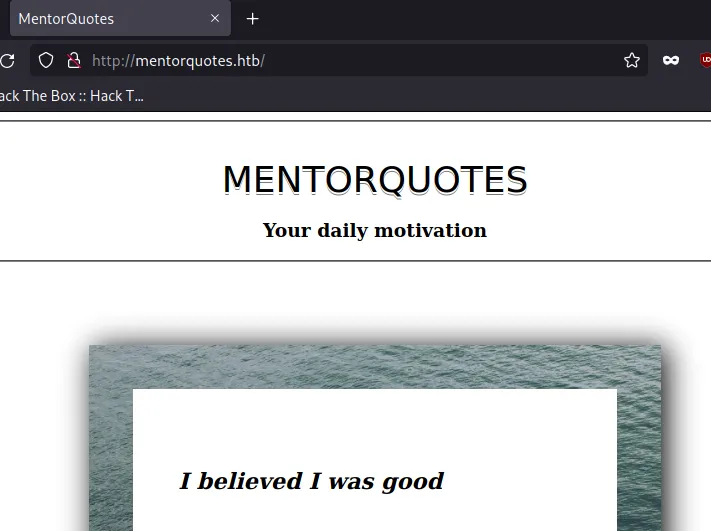 MentorQuotes
http://mentorquotes.htb/
ack The Box :: Hack T...
MENTORQUOTES
Your daily motivation
I believed I was good